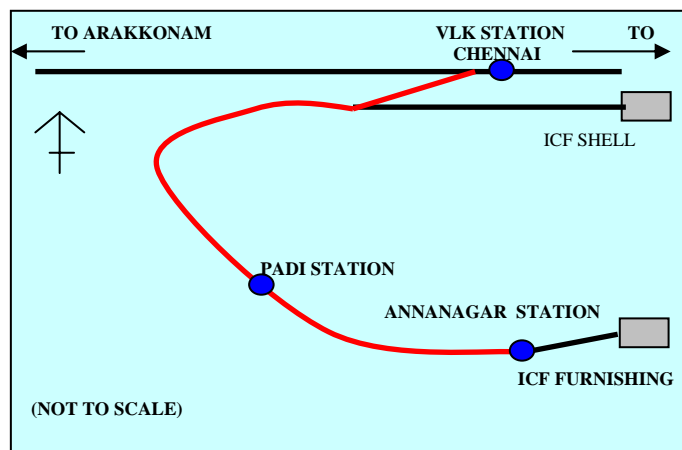 TO ARAKKONAM
VLK STATION TO
CHENNAI
ICF SHELL
PADI STATION
ANNANAGAR STATION
ICF FURNISHING
(NOT TO SCALE)